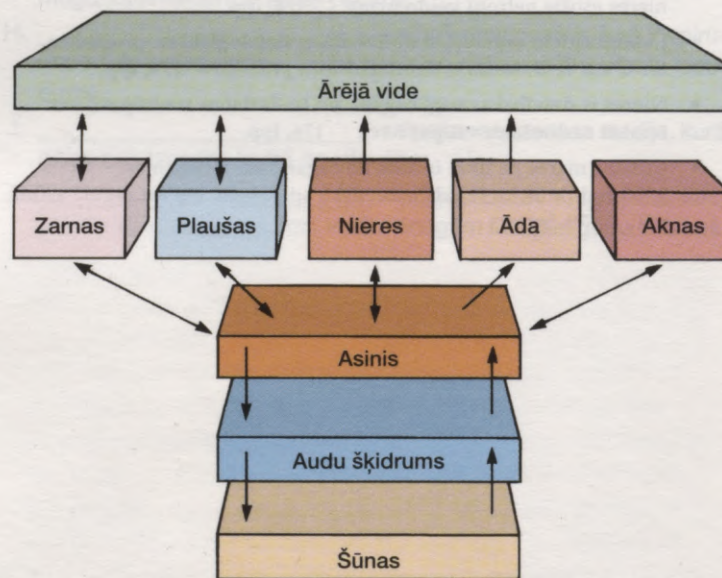 Ārējā vide
Zarnas
Plaušas
Nieres
Āda
Aknas
Asinis
Audu šķidrums
Šūnas